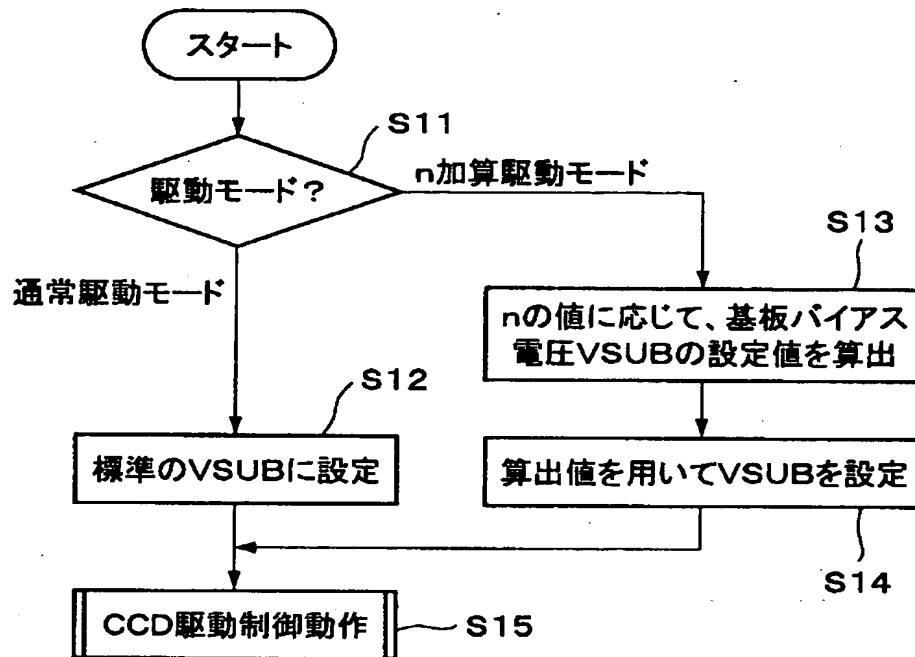 スタート
S11
駆動モード?
n加算駆動モード
通常駆動モード
S13
nの値に応じて、基板バイアス
電圧VSUBの設定値を算出
S12
標準のVSUBに設定
算出値を用いてVSUBを設定
S14
CCD駆動制御動作
S15